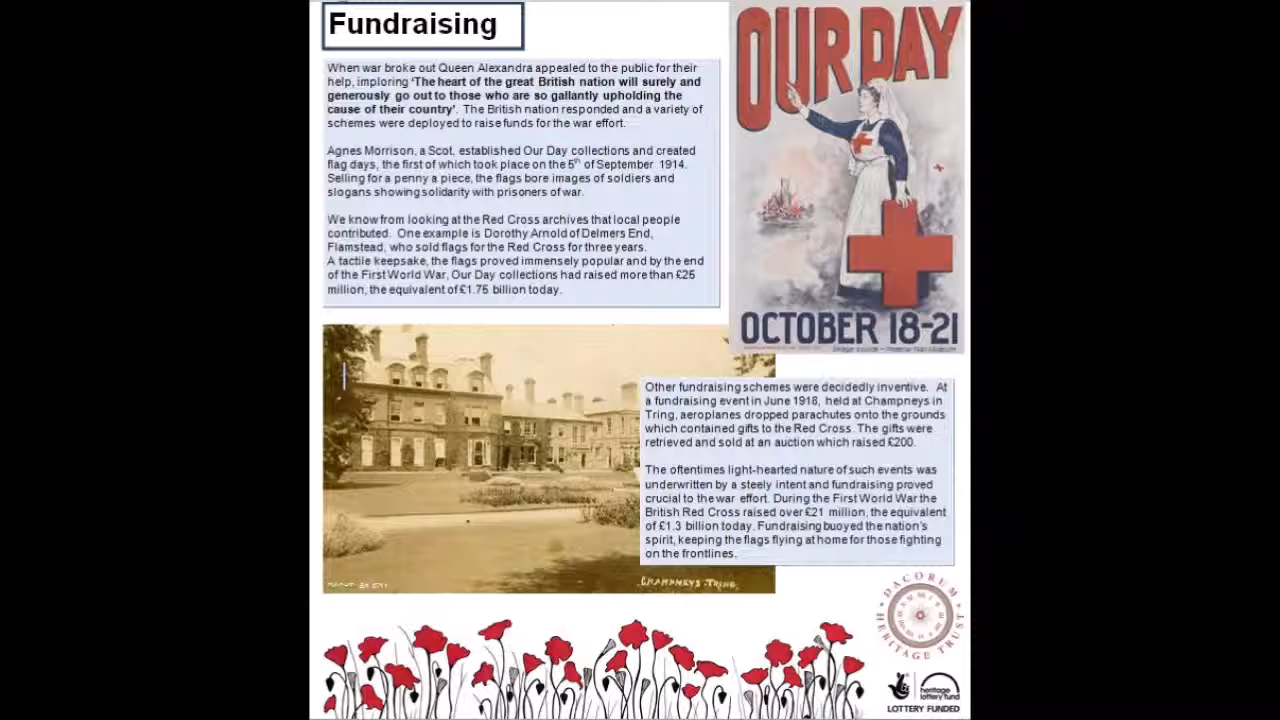 Fundraising
When war broke out Queen Alexandra appealed to the public for their
help, imploring 'The heart of the great British nation will surely and
generously go out to those who are so gallantly upholding the
cause of their country'. The British nation responded and a variety of
schemes were deployed to raise funds for the war effort.
Agnes Morrison, a Scot, established Our Day collections and created
flag days, the first of which took place on the 5th of September 1914.
Selling for a penny a piece, the flags bore images of soldiers and
slogans showing solidarity with prisoners of war.
We know from looking at the Red Cross archives that local people
contributed. One example is Dorothy Arnold of Delmers End,
Flamstead, who sold flags for the Red Cross for three years.
A tactile keepsake, the flags proved immensely popular and by the end
of the First World War, Our Day collections had raised more than £25
million, the equivalent of £1.75 billion today.
OUR DAY
OCTOBER 18-21
Image source - Imperial War Museum
Other fundraising schemes were decidedly inventive. At
a fundraising event in June 1918, held at Champneys in
Tring, aeroplanes dropped parachutes onto the grounds
which contained gifts to the Red Cross. The gifts were
retrieved and sold at an auction which raised £200.
The oftentimes light-hearted nature of such events was
underwritten by a steely intent and fundraising proved
crucial to the war effort. During the First World War the
British Red Cross raised over £21 million, the equivalent
of £1.3 billion today. Fundraising buoyed the nation's
spirit, keeping the flags flying at home for those fighting
on the frontlines.
CHAMPNEYS. TRING.
DACORUM
HERITAGE TRUST
heritage
lottery fund
LOTTERY FUNDED